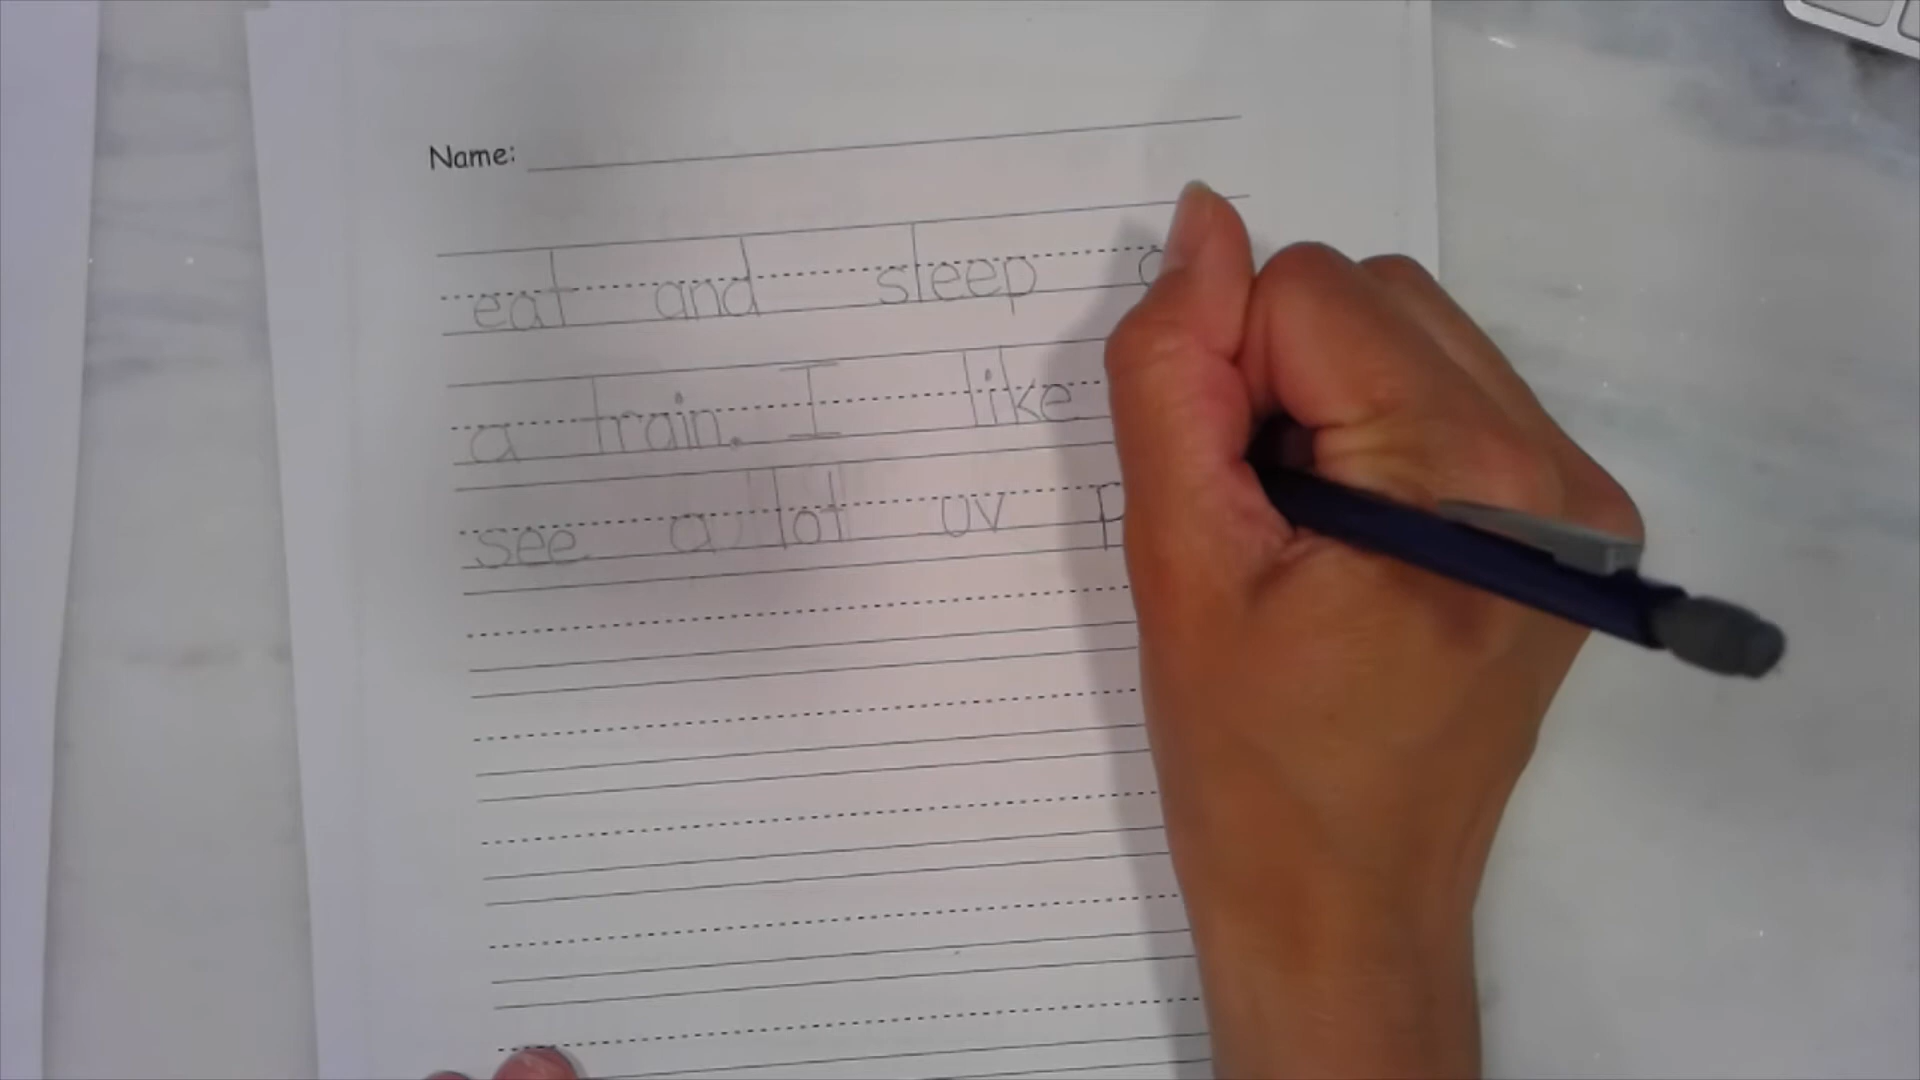 Name:
eat and sleep
a train. I like
see a lot uv